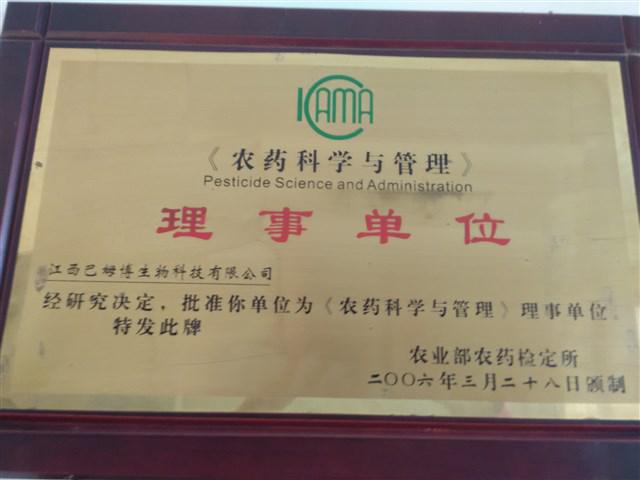 ICAMA
《农药科学与管理》
Pesticide Science and Administration
理事单位
江西巴姆博生物科技有限公司
经研究决定，批准你单位为《农药科学与管理》理事单位。
特发此牌
农业部农药检定所
二〇〇六年三月二十八日颁制